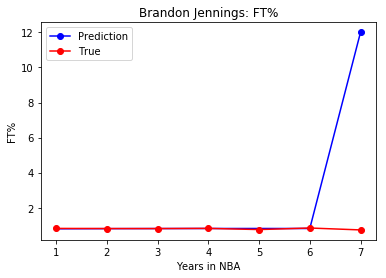 Brandon Jennings: FT%
Prediction
True
FT%
12
10
8
6
4
2
1 2 3 4 5 6 7
Years in NBA